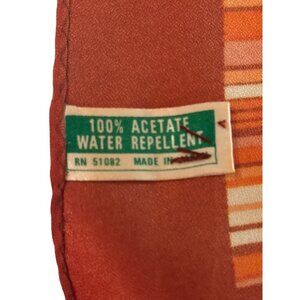 100% ACETATE
WATER REPELLENT
RN 51082 MADE IN